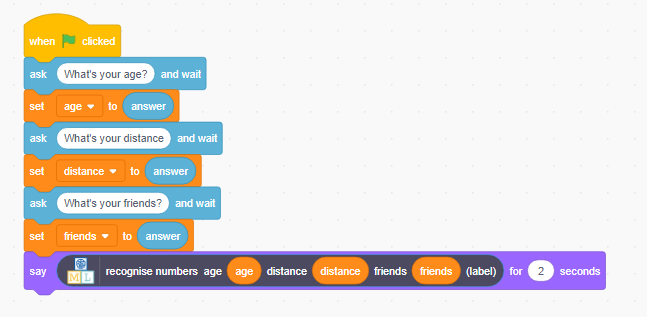 when clicked
ask What's your age? and wait
set age to answer
ask What's your distance and wait
set distance to answer
ask What's your friends? and wait
set friends to answer
say ML recognise numbers age age distance distance friends friends (label) for 2 seconds